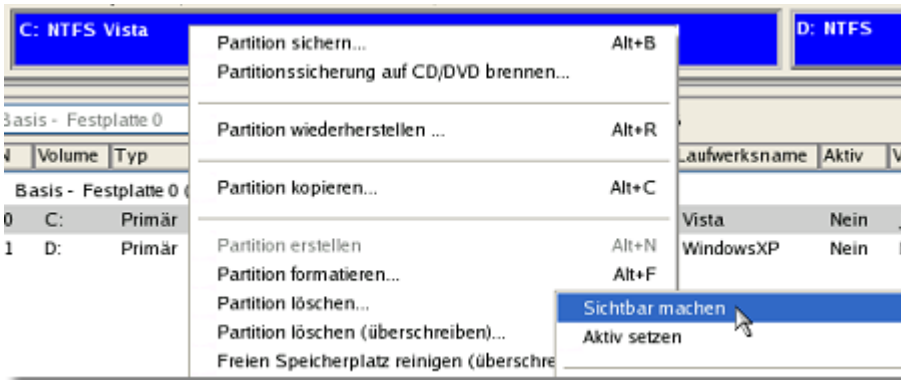 C: NTFS Vista
D: NTFS
Partition sichern... Alt+B
Partitionssicherung auf CD/DVD brennen...
Basis - Festplatte 0
Partition wiederherstellen ... Alt+R
Volume Typ Laufwerksname Aktiv
Basis - Festplatte 0
Partition kopieren... Alt+C
0 C: Primär Vista Nein
Partition erstellen Alt+N
1 D: Primär WindowsXP Nein
Partition formatieren... Alt+F
Partition löschen...
Sichtbar machen
Partition löschen (überschreiben)...
Aktiv setzen
Freien Speicherplatz reinigen (überschre